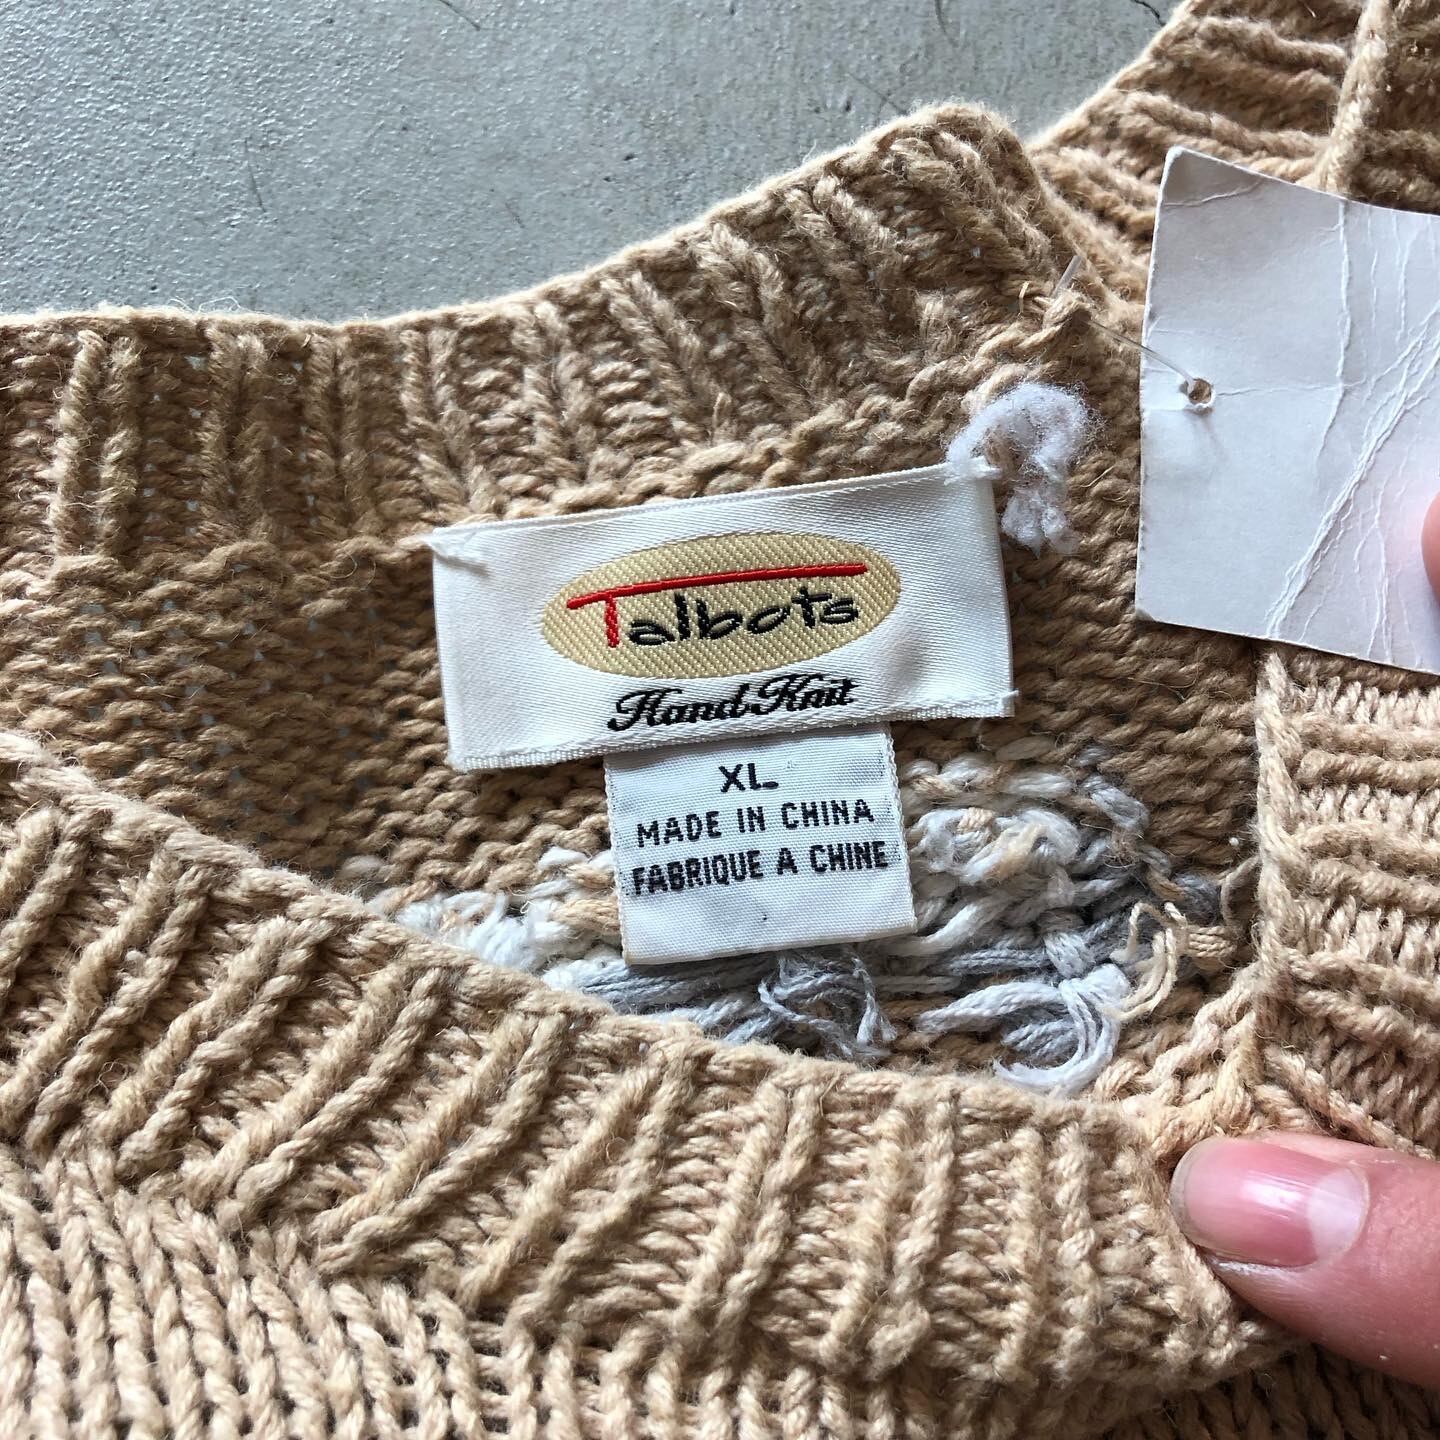 Talbots
Hand Knit
XL
MADE IN CHINA
FABRIQUE A CHINE